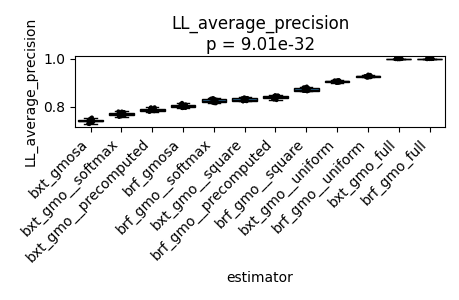 LL_average_precision
p = 9.01e-32
LL_average_precision
1.0
0.8
bxt_gmosa
bxt_gmo__softmax
bxt_gmo__precomputed
brf_gmosa
brf_gmo__softmax
bxt_gmo__square
brf_gmo__precomputed
brf_gmo__square
bxt_gmo__uniform
brf_gmo__uniform
bxt_gmo_full
brf_gmo_full
estimator